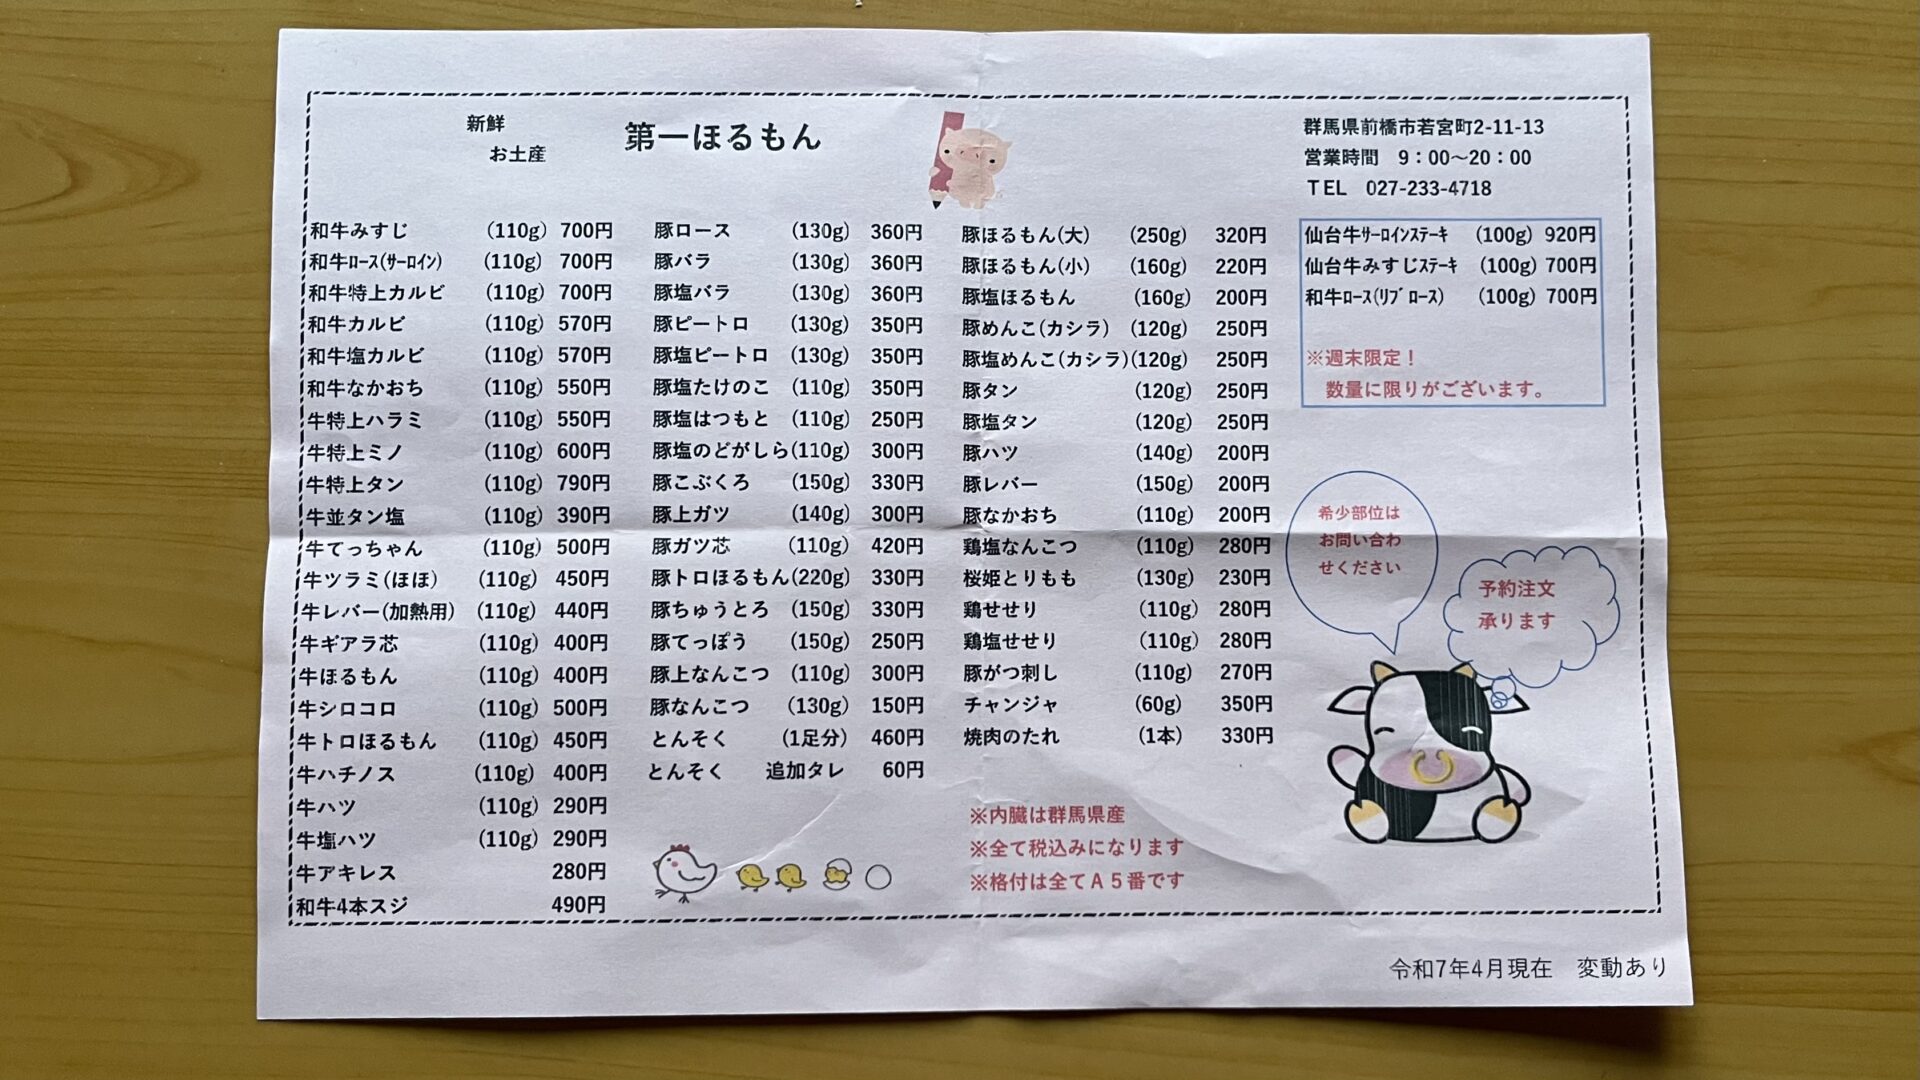 新鮮
お土産
第一ほるもん
群馬県前橋市若宮町2-11-13
営業時間　9：00～20：00
TEL　027-233-4718
和牛みすじ (110g) 700円
和牛ﾛｰｽ(ｻｰﾛｲﾝ) (110g) 700円
和牛特上カルビ (110g) 700円
和牛カルビ (110g) 570円
和牛塩カルビ (110g) 570円
和牛なかおち (110g) 550円
牛特上ハラミ (110g) 550円
牛特上ミノ (110g) 600円
牛特上タン (110g) 790円
牛並タン塩 (110g) 390円
牛てっちゃん (110g) 500円
牛ツラミ(ほほ) (110g) 450円
牛レバー(加熱用) (110g) 440円
牛ギアラ芯 (110g) 400円
牛ほるもん (110g) 400円
牛シロコロ (110g) 500円
牛トロほるもん (110g) 450円
牛ハチノス (110g) 400円
牛ハツ (110g) 290円
牛塩ハツ (110g) 290円
牛アキレス 280円
和牛4本スジ 490円
豚ロース (130g) 360円
豚バラ (130g) 360円
豚塩バラ (130g) 360円
豚ピートロ (130g) 350円
豚塩ピートロ (130g) 350円
豚塩たけのこ (110g) 350円
豚塩はつもと (110g) 250円
豚塩のどがしら(110g) 300円
豚こぶくろ (150g) 330円
豚上ガツ (140g) 300円
豚ガツ芯 (110g) 420円
豚トロほるもん(220g) 330円
豚ちゅうとろ (150g) 330円
豚てっぽう (150g) 250円
豚上なんこつ (110g) 300円
豚なんこつ (130g) 150円
とんそく (1足分) 460円
とんそく 追加タレ 60円
豚ほるもん(大) (250g) 320円
豚ほるもん(小) (160g) 220円
豚塩ほるもん (160g) 200円
豚めんこ(カシラ) (120g) 250円
豚塩めんこ(カシラ)(120g) 250円
豚タン (120g) 250円
豚塩タン (120g) 250円
豚ハツ (140g) 200円
豚レバー (150g) 200円
豚なかおち (110g) 200円
鶏塩なんこつ (110g) 280円
桜姫とりもも (130g) 230円
鶏せせり (110g) 280円
鶏塩せせり (110g) 280円
豚がつ刺し (110g) 270円
チャンジャ (60g) 350円
焼肉のたれ (1本) 330円
※内臓は群馬県産
※全て税込みになります
※格付は全てA５番です
仙台牛ｻｰﾛｲﾝｽﾃｰｷ (100g) 920円
仙台牛みすじｽﾃｰｷ (100g) 700円
和牛ﾛｰｽ(ﾘﾌﾞﾛｰｽ) (100g) 700円
※週末限定！
数量に限りがございます。
希少部位は
お問い合わ
せください
予約注文
承ります
令和7年4月現在　変動あり